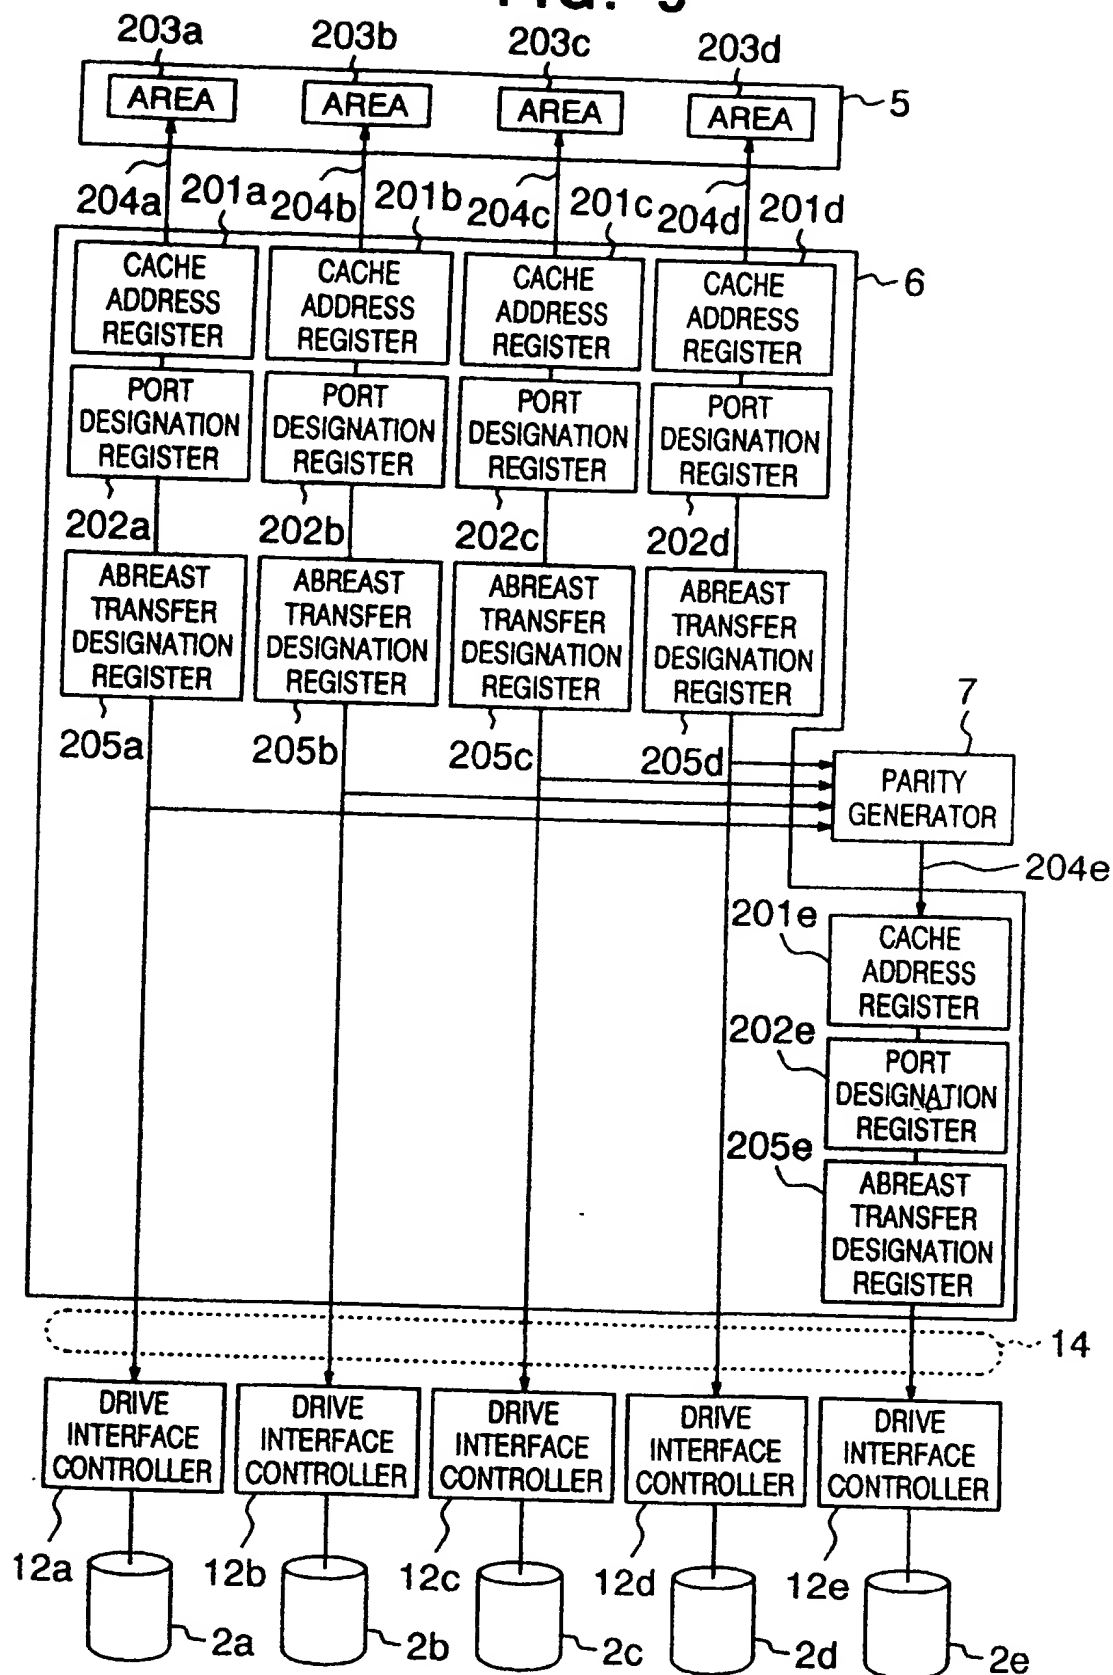 203a 203b 203c 203d
AREA AREA AREA AREA 5
204a 201a 204b 201b 204c 201c 204d 201d
6
CACHE ADDRESS REGISTER
CACHE ADDRESS REGISTER
CACHE ADDRESS REGISTER
CACHE ADDRESS REGISTER
PORT DESIGNATION REGISTER
PORT DESIGNATION REGISTER
PORT DESIGNATION REGISTER
PORT DESIGNATION REGISTER
202a 202b 202c 202d
ABREAST TRANSFER DESIGNATION REGISTER
ABREAST TRANSFER DESIGNATION REGISTER
ABREAST TRANSFER DESIGNATION REGISTER
ABREAST TRANSFER DESIGNATION REGISTER
205a 205b 205c 205d
7
PARITY
GENERATOR
204e
201e
CACHE
ADDRESS
REGISTER
202e
PORT
DESIGNATION
REGISTER
205e
ABREAST
TRANSFER
DESIGNATION
REGISTER
14
DRIVE INTERFACE CONTROLLER
DRIVE INTERFACE CONTROLLER
DRIVE INTERFACE CONTROLLER
DRIVE INTERFACE CONTROLLER
DRIVE INTERFACE CONTROLLER
12a 12b 12c 12d 12e
2a 2b 2c 2d 2e